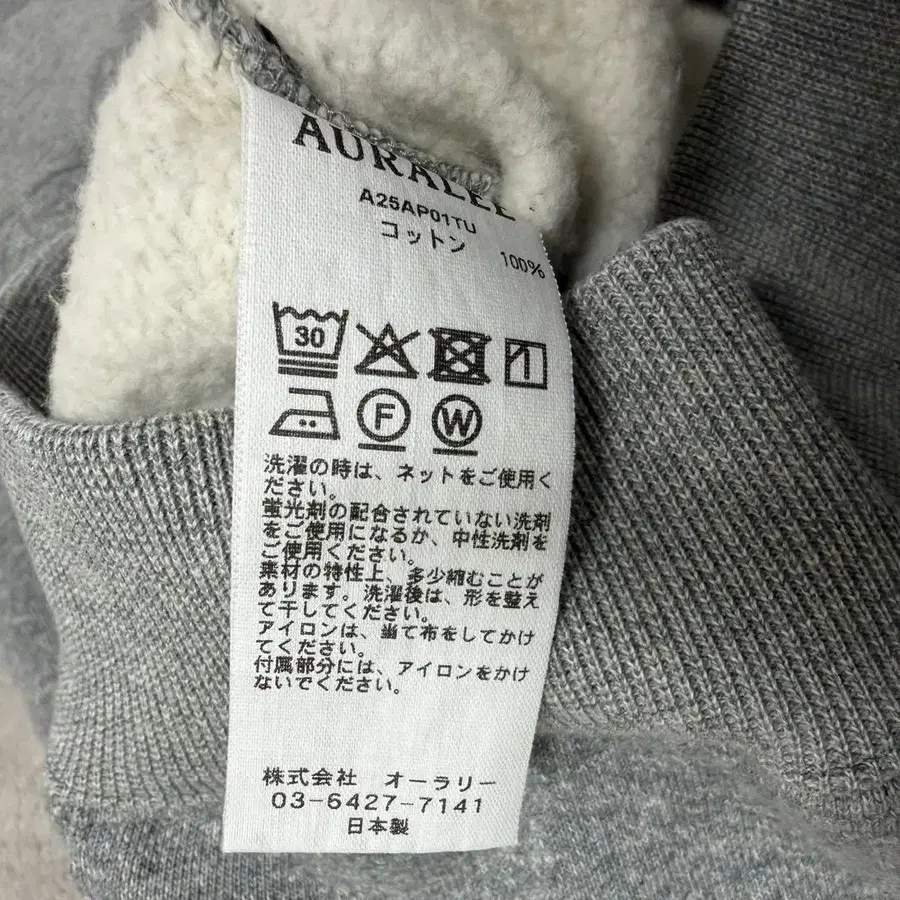 AURALEE
A25AP01TU
コットン 100%
30
F W
洗濯の時は、ネットをご使用く
ださい。
蛍光剤の配合されていない洗剤
をご使用になるか、中性洗剤を
ご使用ください。
素材の特性上、多少縮むことが
あります。洗濯後は、形を整え
て干してください。
アイロンは、当て布をしてかけ
てください。
付属部分には、アイロンをかけ
ないでください。
株式会社 オーラリー
03-6427-7141
日本製